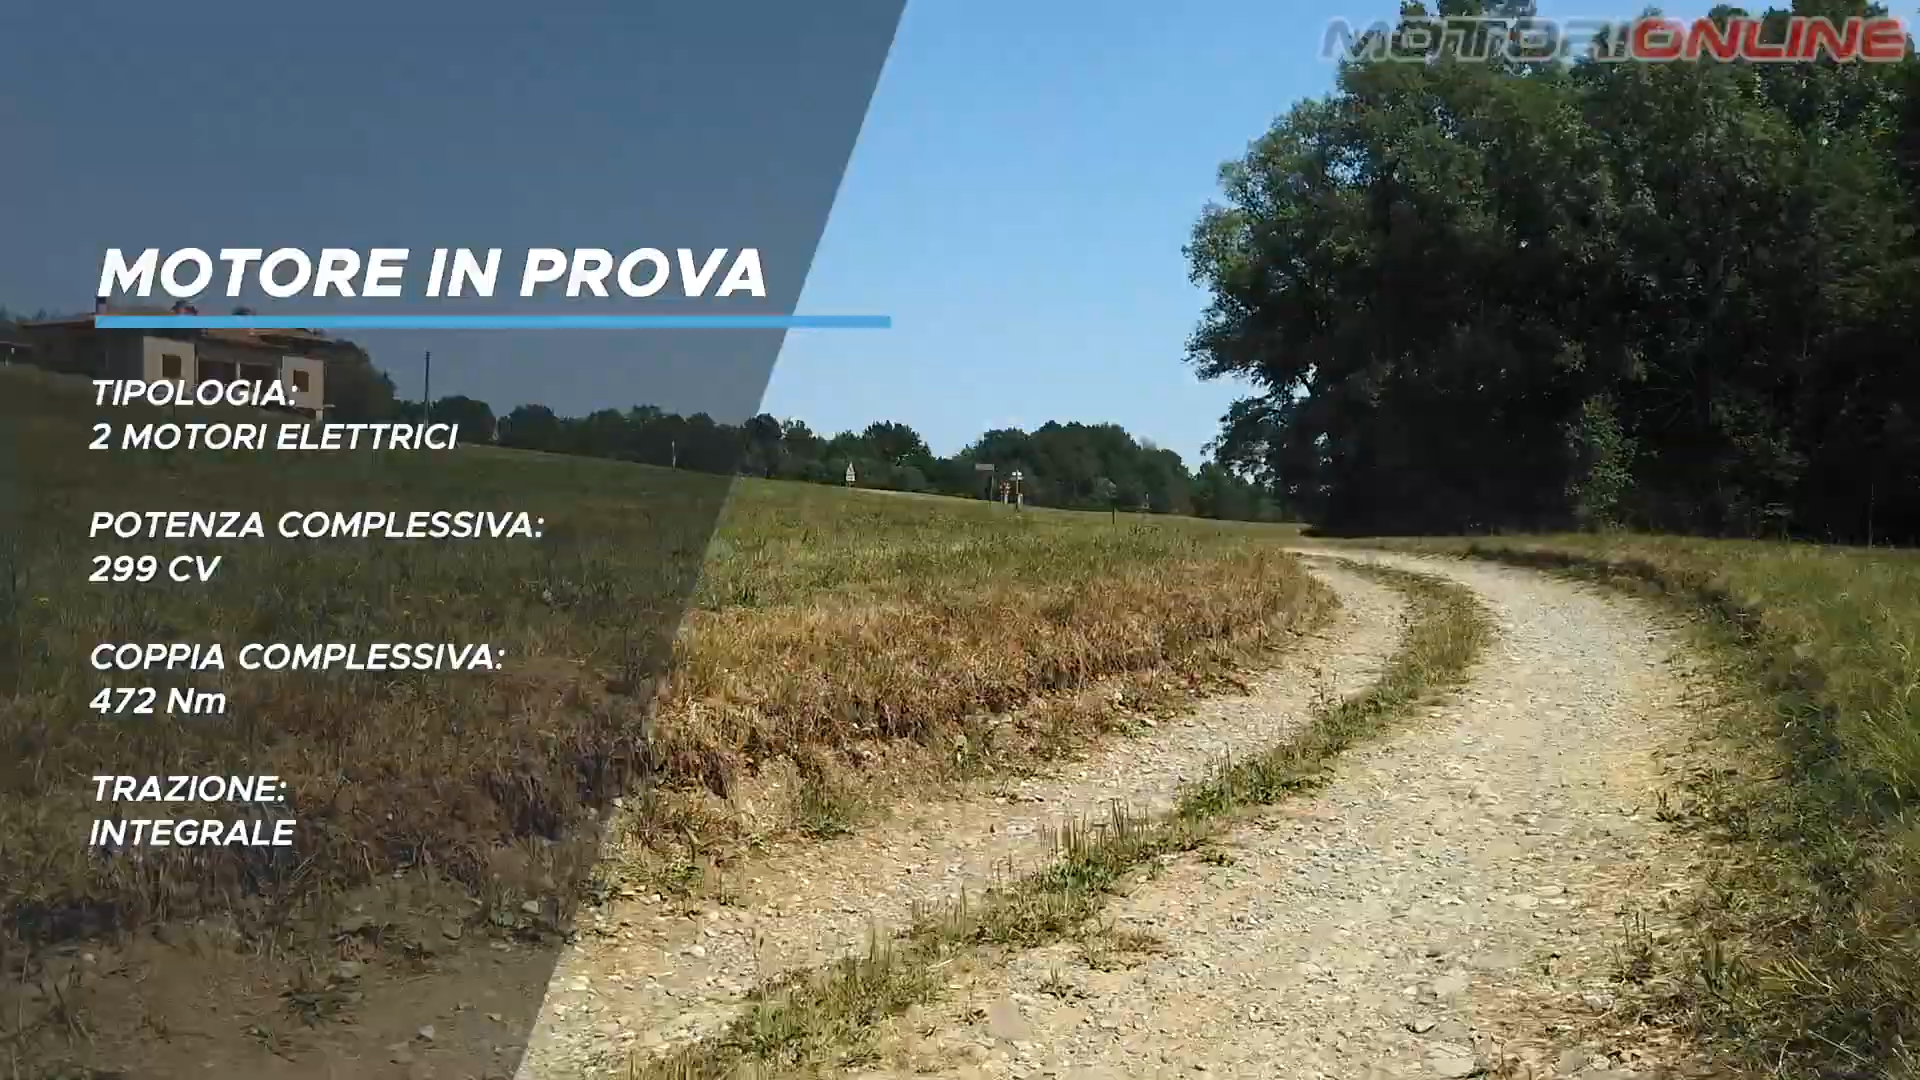 MOTORIONLINE
MOTORE IN PROVA
TIPOLOGIA:
2 MOTORI ELETTRICI
POTENZA COMPLESSIVA:
299 CV
COPPIA COMPLESSIVA:
472 Nm
TRAZIONE:
INTEGRALE